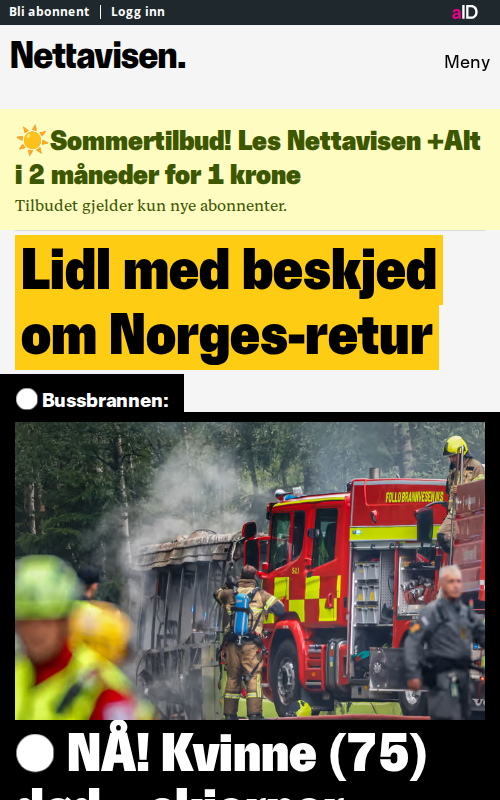 Bli abonnent | Logg inn
aID
Nettavisen.
Meny
☀️Sommertilbud! Les Nettavisen +Alt
i 2 måneder for 1 krone
Tilbudet gjelder kun nye abonnenter.
Lidl med beskjed
om Norges-retur
Bussbrannen:
FOLLO BRANNVESEN IKS
NÅ! Kvinne (75)